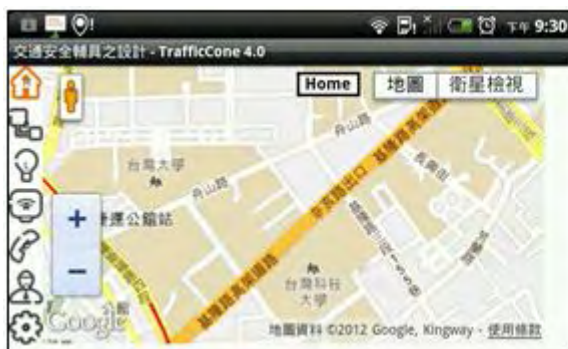 下午 9:30
交通安全輔具之設計 - TrafficCone 4.0
Home 地圖 衛星檢視
舟山路
基隆路高架道路
台灣大學
辛亥路出口
長興街
舟山路
捷運公館站
基隆路高架道路
台灣科技
大學
公館
Google
地圖資料 ©2012 Google, Kingway - 使用條款